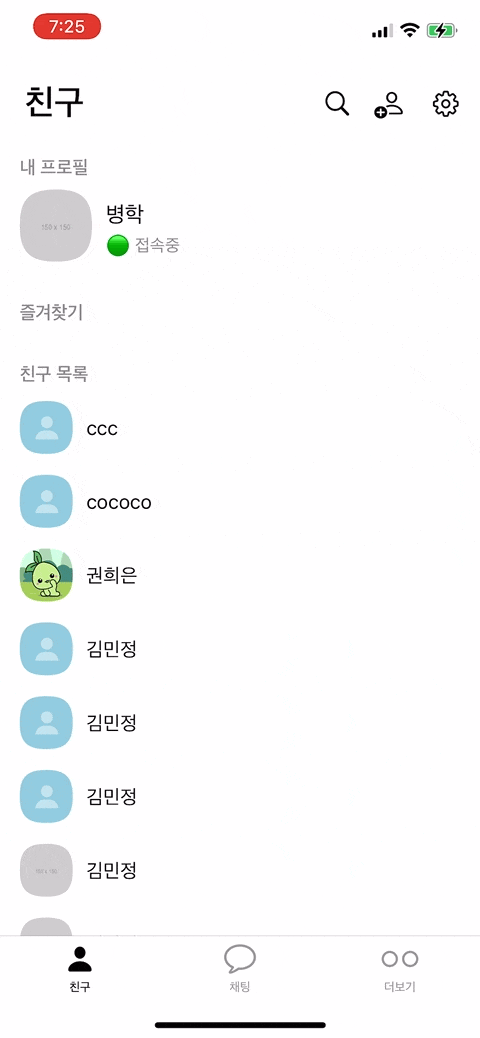 7:25
친구
내 프로필
150 x 150
병학
접속중
즐겨찾기
친구 목록
ccc
cococo
권희은
김민정
김민정
김민정
김민정
친구
채팅
더보기